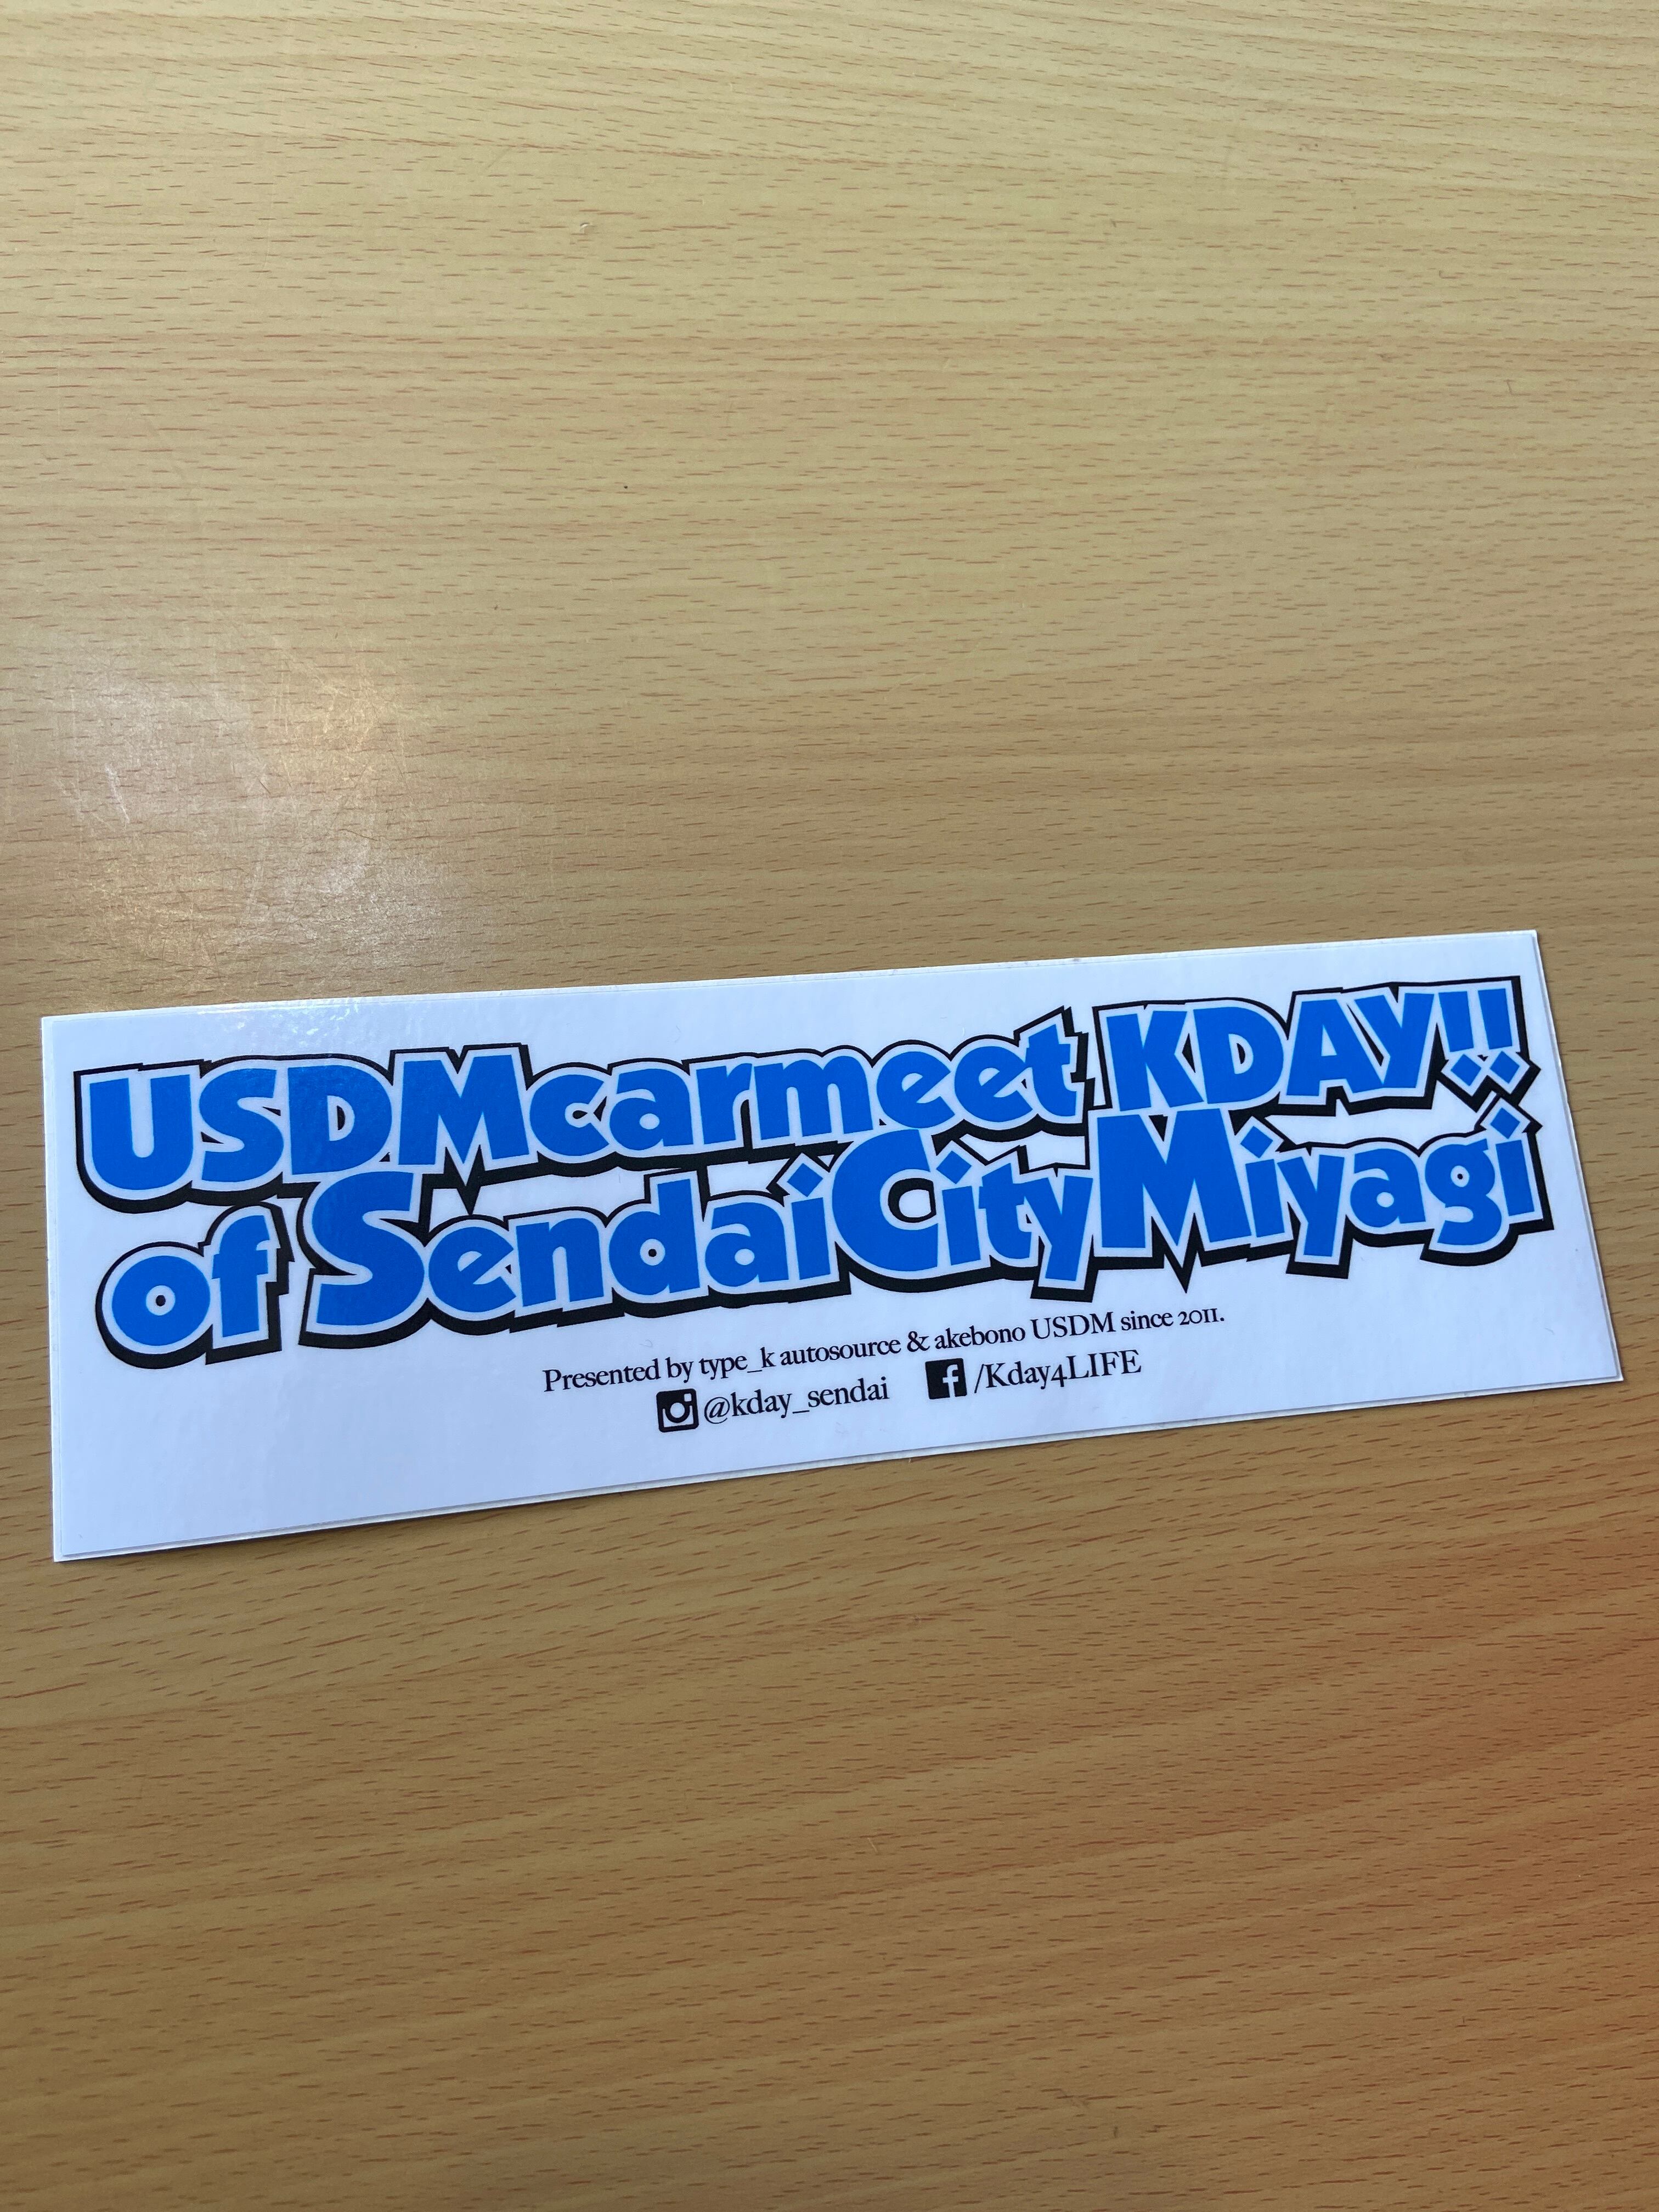 USDMcarmeet KDAY!!
of SendaiCityMiyagi
Presented by type_k autosource & akebono USDM since 2011.
@kday_sendai /Kday4LIFE